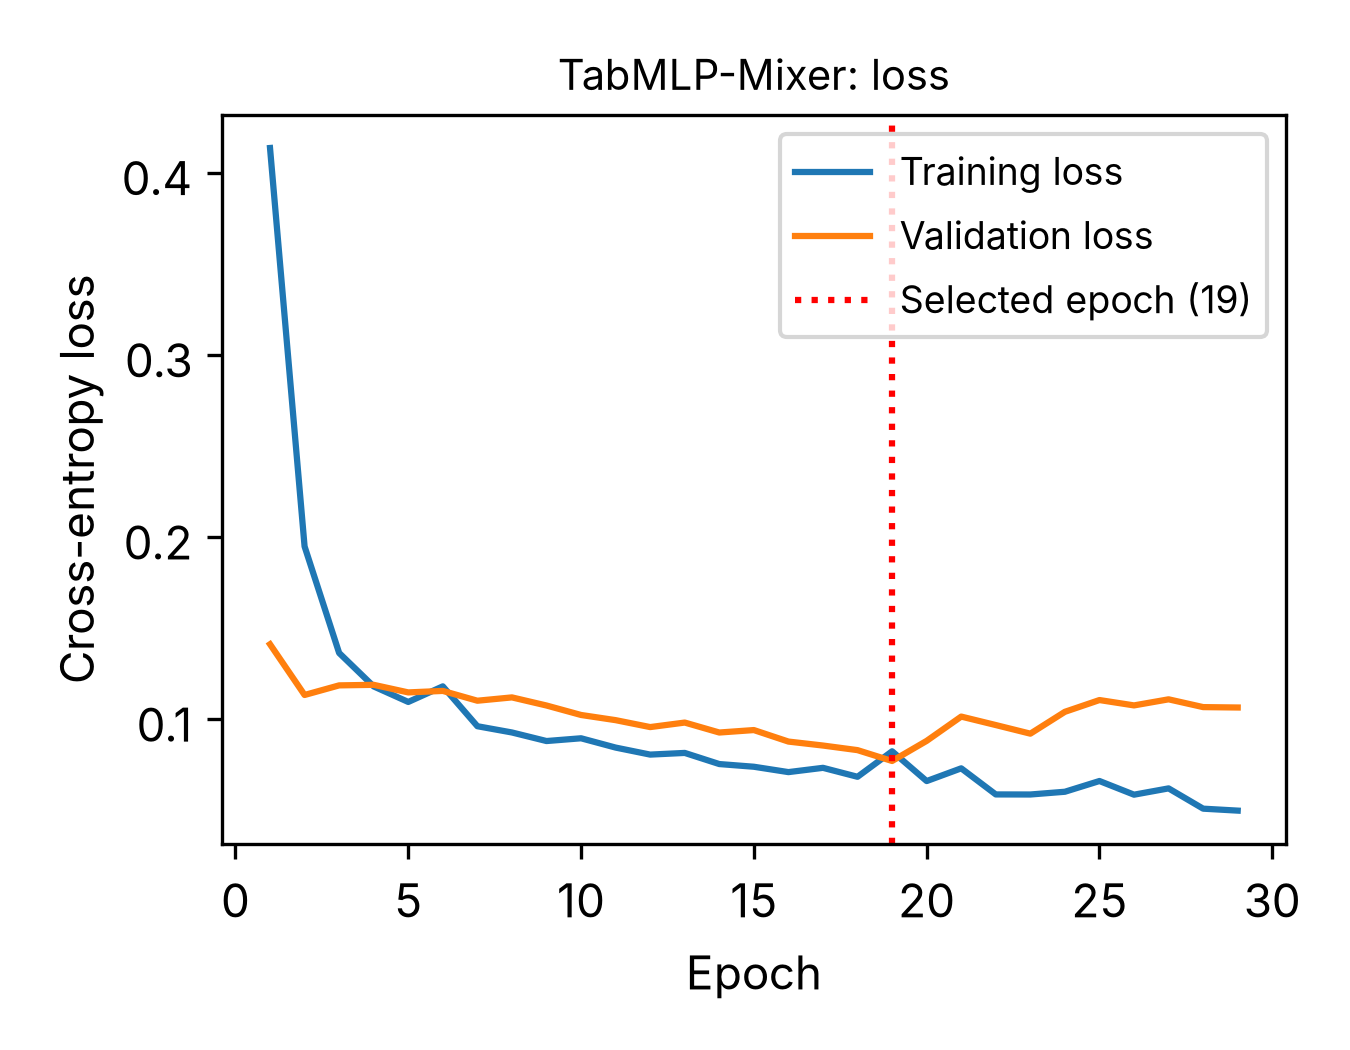 TabMLP-Mixer: loss
Training loss
Validation loss
Selected epoch (19)
Cross-entropy loss
0.4
0.3
0.2
0.1
0 5 10 15 20 25 30
Epoch